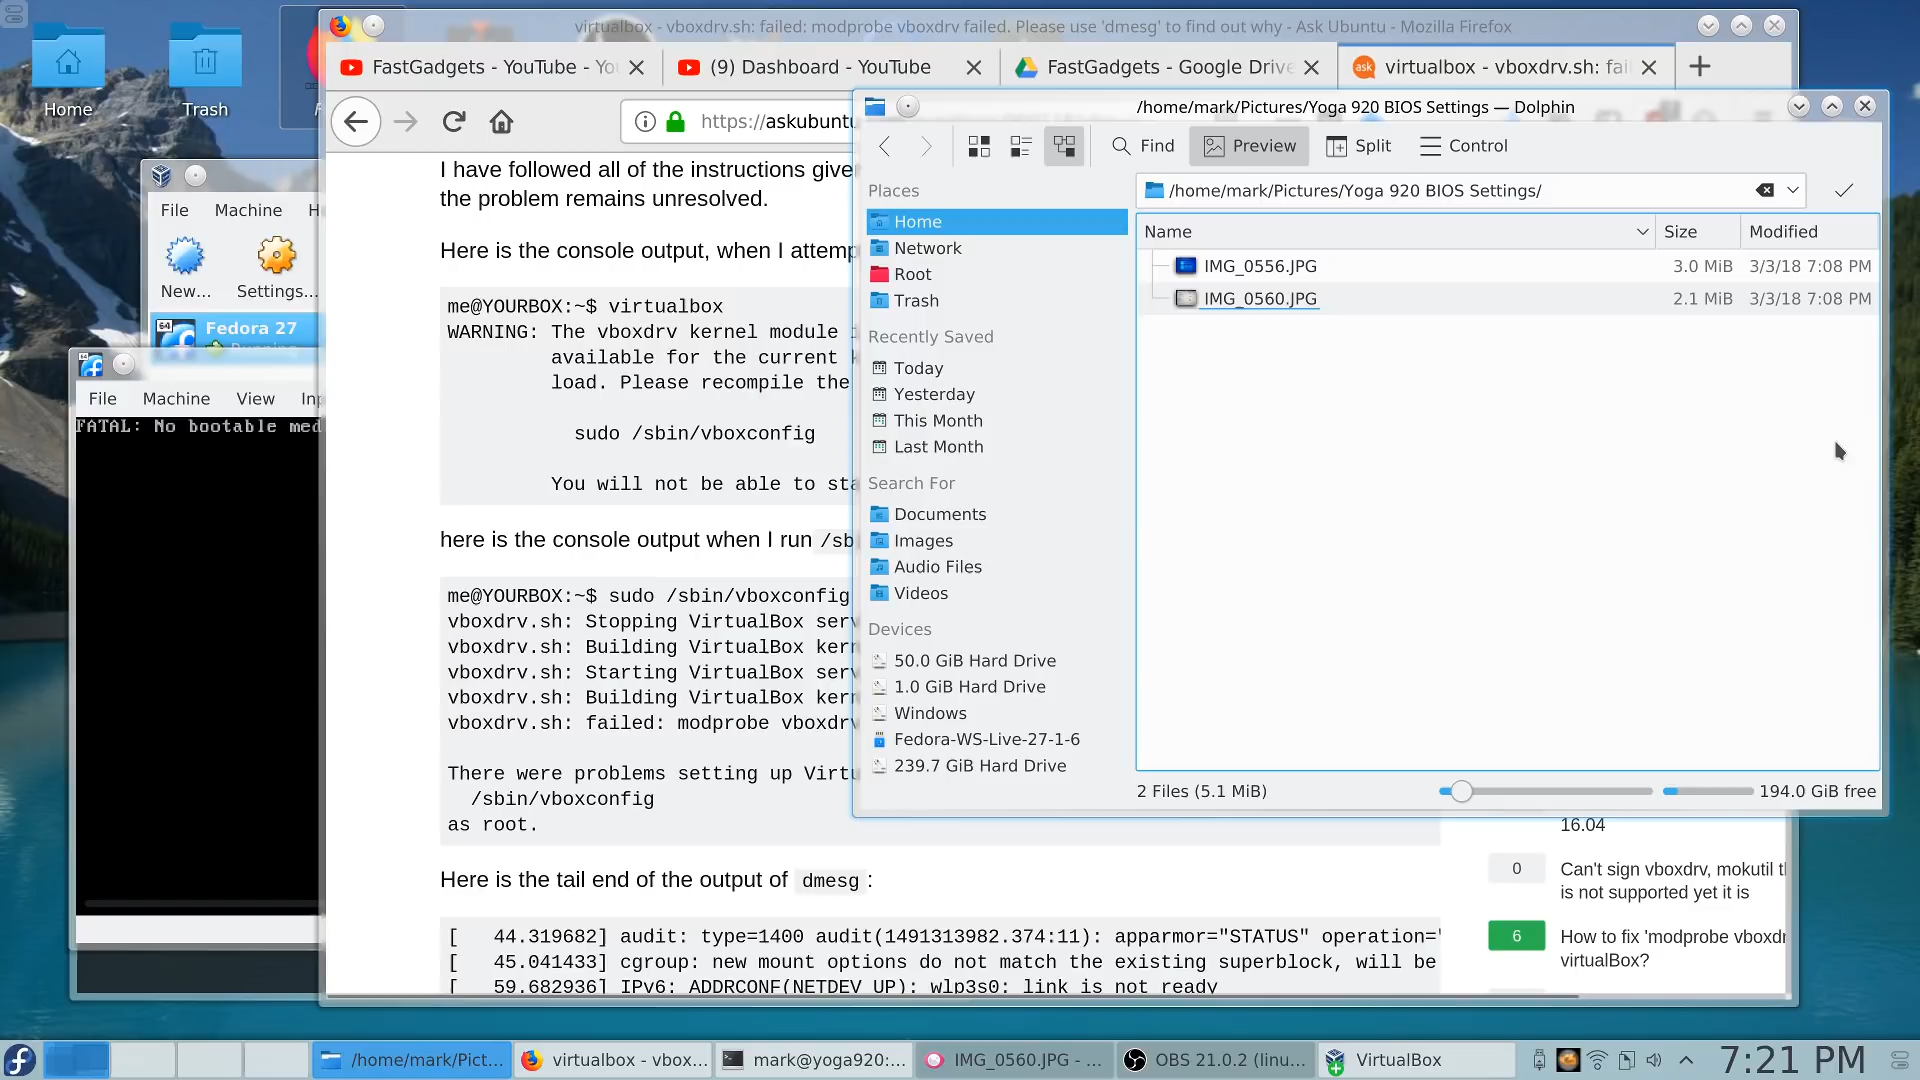 Home
Trash
virtualbox - vboxdrv.sh: failed: modprobe vboxdrv failed. Please use 'dmesg' to find out why - Ask Ubuntu - Mozilla Firefox
FastGadgets - YouTube - Yo
(9) Dashboard - YouTube
FastGadgets - Google Drive
ask
virtualbox - vboxdrv.sh: fai
https://askubuntu
I have followed all of the instructions give
the problem remains unresolved.
Here is the console output, when I attemp
me@YOURBOX:~$ virtualbox
WARNING: The vboxdrv kernel module
available for the current
load. Please recompile the
sudo /sbin/vboxconfig
You will not be able to sta
here is the console output when I run /sb
me@YOURBOX:~$ sudo /sbin/vboxconfig
vboxdrv.sh: Stopping VirtualBox serv
vboxdrv.sh: Building VirtualBox kern
vboxdrv.sh: Starting VirtualBox serv
vboxdrv.sh: Building VirtualBox kern
vboxdrv.sh: failed: modprobe vboxdrv
There were problems setting up Virtu
/sbin/vboxconfig
as root.
Here is the tail end of the output of dmesg :
[   44.319682] audit: type=1400 audit(1491313982.374:11): apparmor="STATUS" operation="
[   45.041433] cgroup: new mount options do not match the existing superblock, will be
[   59.682936] IPv6: ADDRCONF(NETDEV_UP): wlp3s0: link is not ready
16.04
0
Can't sign vboxdrv, mokutil th
is not supported yet it is
6
How to fix 'modprobe vboxdr
virtualBox?
File Machine H
New...
Settings...
64
Fedora 27
Running
File Machine View Inp
FATAL: No bootable med
/home/mark/Pictures/Yoga 920 BIOS Settings — Dolphin
Find
Preview
Split
Control
/home/mark/Pictures/Yoga 920 BIOS Settings/
Places
Home
Network
Root
Trash
Recently Saved
Today
Yesterday
This Month
Last Month
Search For
Documents
Images
Audio Files
Videos
Devices
50.0 GiB Hard Drive
1.0 GiB Hard Drive
Windows
Fedora-WS-Live-27-1-6
239.7 GiB Hard Drive
Name Size Modified
IMG_0556.JPG 3.0 MiB 3/3/18 7:08 PM
IMG_0560.JPG 2.1 MiB 3/3/18 7:08 PM
2 Files (5.1 MiB)
194.0 GiB free
/home/mark/Pict...
virtualbox - vbox...
mark@yoga920:...
IMG_0560.JPG - ...
OBS 21.0.2 (linu...
VirtualBox
7:21 PM